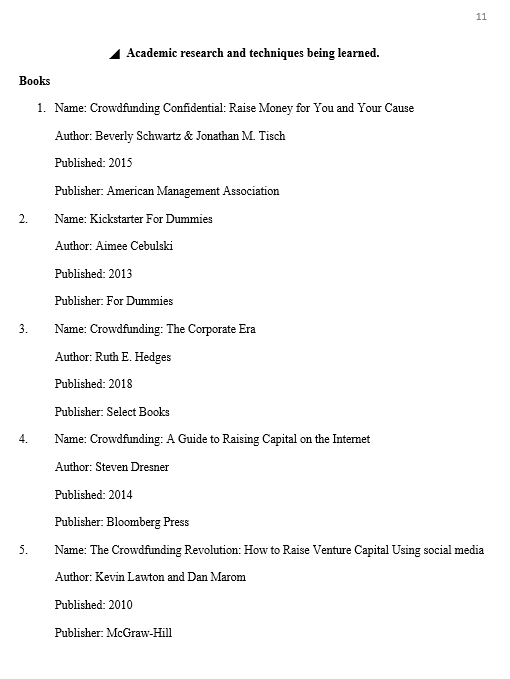 11
Academic research and techniques being learned.
Books
1. Name: Crowdfunding Confidential: Raise Money for You and Your Cause
Author: Beverly Schwartz & Jonathan M. Tisch
Published: 2015
Publisher: American Management Association
2. Name: Kickstarter For Dummies
Author: Aimee Cebulski
Published: 2013
Publisher: For Dummies
3. Name: Crowdfunding: The Corporate Era
Author: Ruth E. Hedges
Published: 2018
Publisher: Select Books
4. Name: Crowdfunding: A Guide to Raising Capital on the Internet
Author: Steven Dresner
Published: 2014
Publisher: Bloomberg Press
5. Name: The Crowdfunding Revolution: How to Raise Venture Capital Using social media
Author: Kevin Lawton and Dan Marom
Published: 2010
Publisher: McGraw-Hill